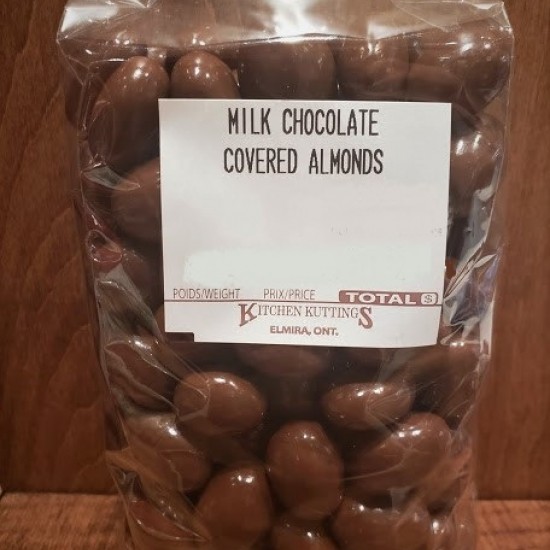 MILK CHOCOLATE
COVERED ALMONDS
POIDS/WEIGHT PRIX/PRICE TOTAL $
KITCHEN KUTTINGS
ELMIRA, ONT.